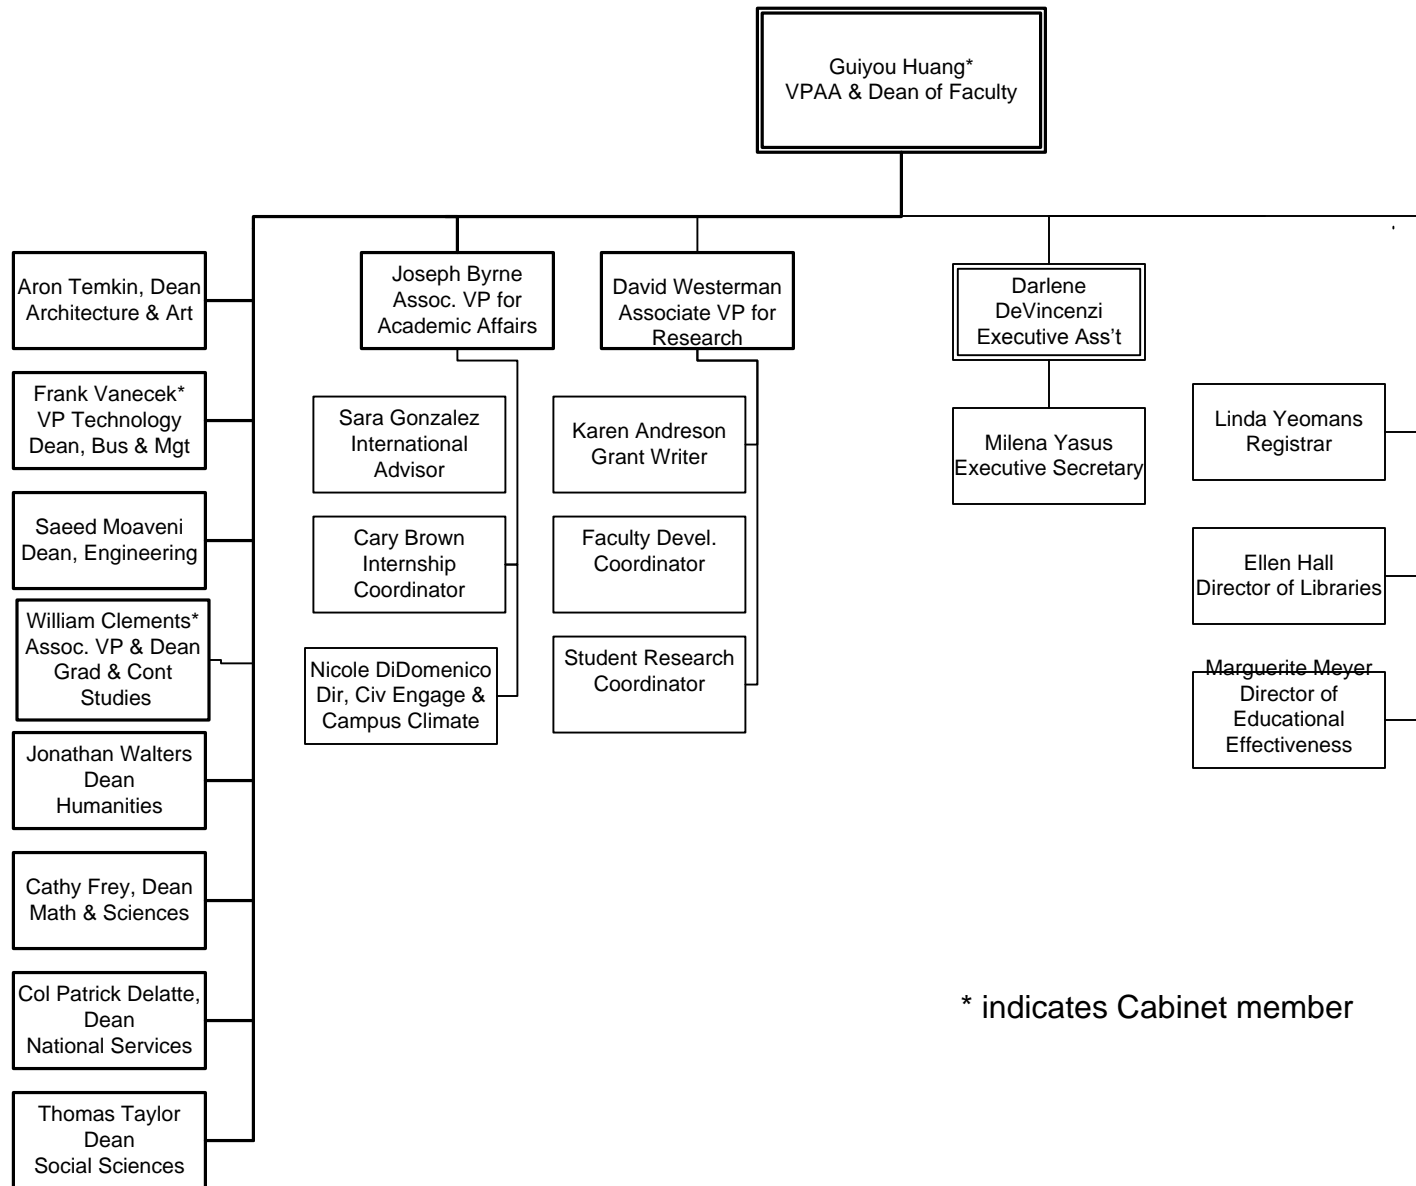 Guiyou Huang*
VPAA & Dean of Faculty
Aron Temkin, Dean
Architecture & Art
Frank Vanecek*
VP Technology
Dean, Bus & Mgt
Saeed Moaveni
Dean, Engineering
William Clements*
Assoc. VP & Dean
Grad & Cont
Studies
Jonathan Walters
Dean
Humanities
Cathy Frey, Dean
Math & Sciences
Col Patrick Delatte,
Dean
National Services
Thomas Taylor
Dean
Social Sciences
Joseph Byrne
Assoc. VP for
Academic Affairs
Sara Gonzalez
International
Advisor
Cary Brown
Internship
Coordinator
Nicole DiDomenico
Dir, Civ Engage &
Campus Climate
David Westerman
Associate VP for
Research
Karen Andreson
Grant Writer
Faculty Devel.
Coordinator
Student Research
Coordinator
Darlene
DeVincenzi
Executive Ass’t
Milena Yasus
Executive Secretary
Linda Yeomans
Registrar
Ellen Hall
Director of Libraries
Marguerite Meyer
Director of
Educational
Effectiveness
* indicates Cabinet member